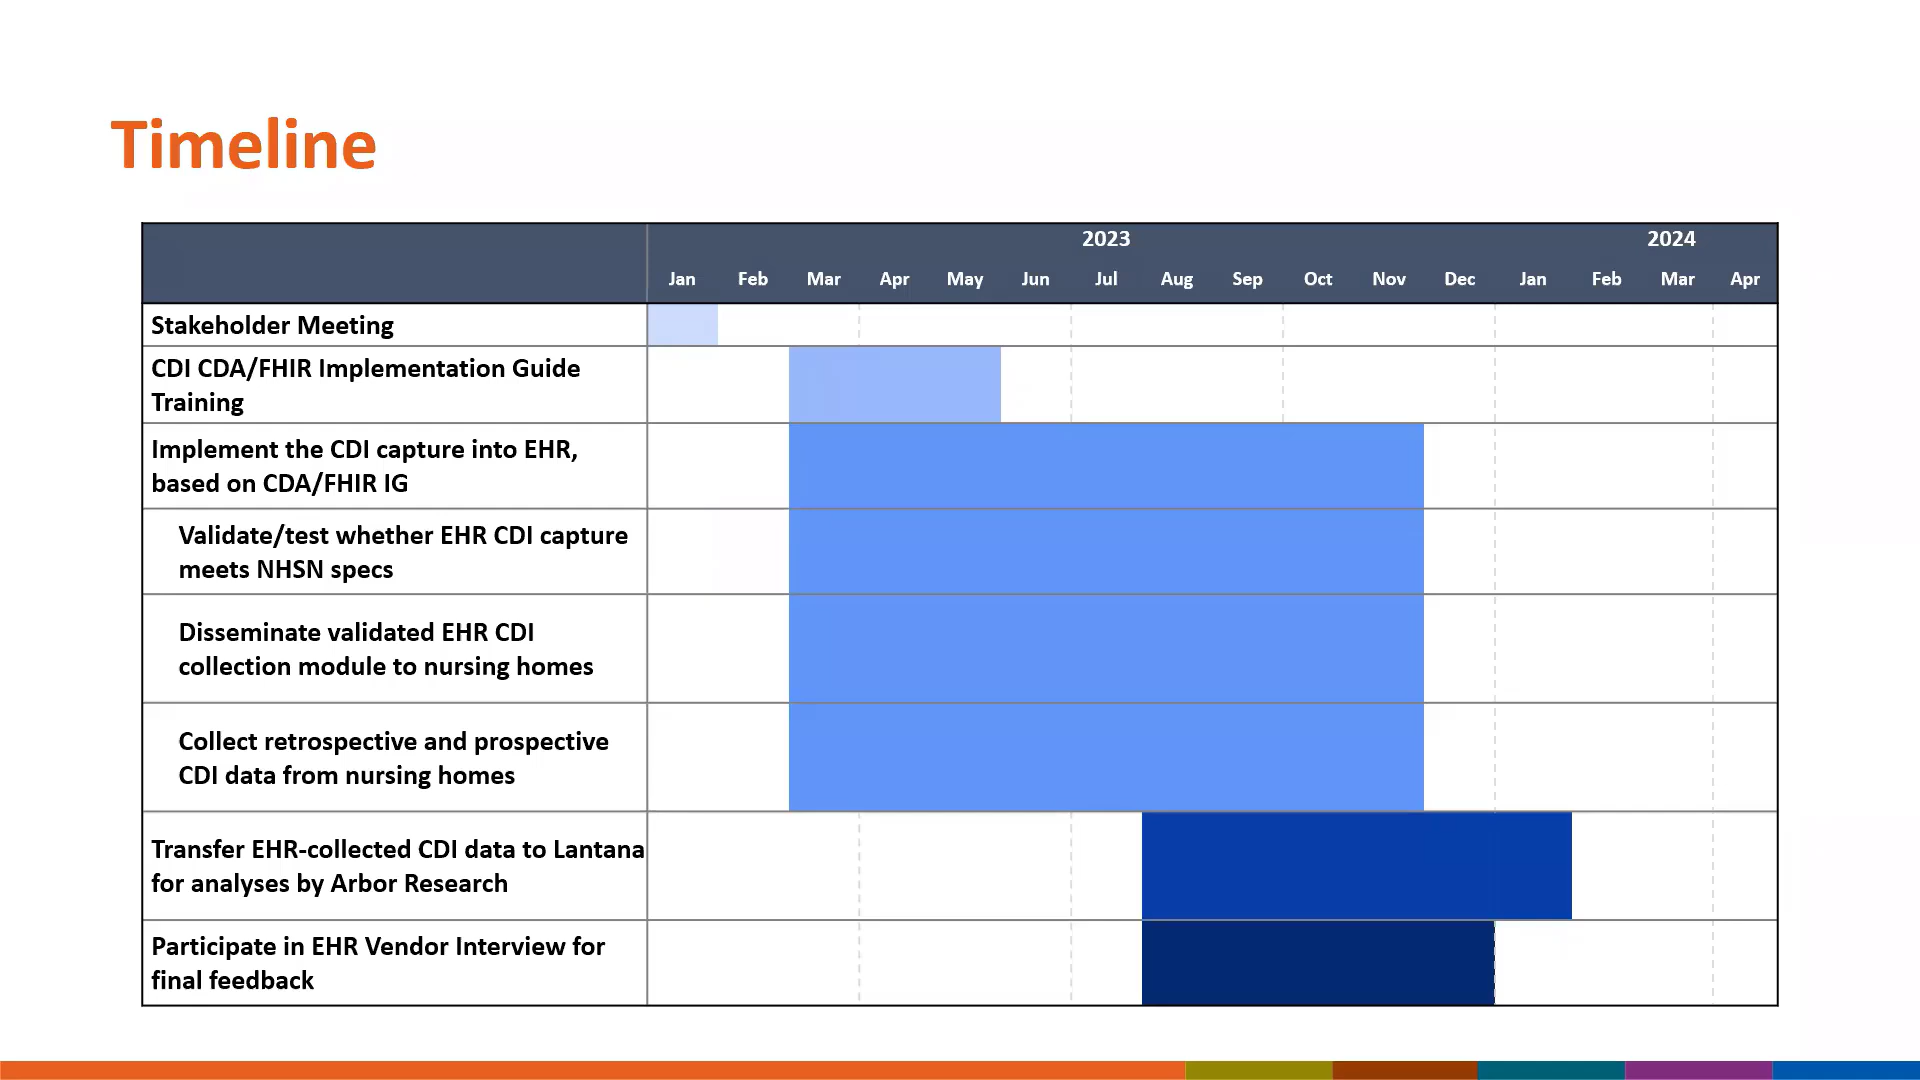 Timeline
2023 2024
Jan Feb Mar Apr May Jun Jul Aug Sep Oct Nov Dec Jan Feb Mar Apr
Stakeholder Meeting
CDI CDA/FHIR Implementation Guide
Training
Implement the CDI capture into EHR,
based on CDA/FHIR IG
Validate/test whether EHR CDI capture
meets NHSN specs
Disseminate validated EHR CDI
collection module to nursing homes
Collect retrospective and prospective
CDI data from nursing homes
Transfer EHR-collected CDI data to Lantana
for analyses by Arbor Research
Participate in EHR Vendor Interview for
final feedback